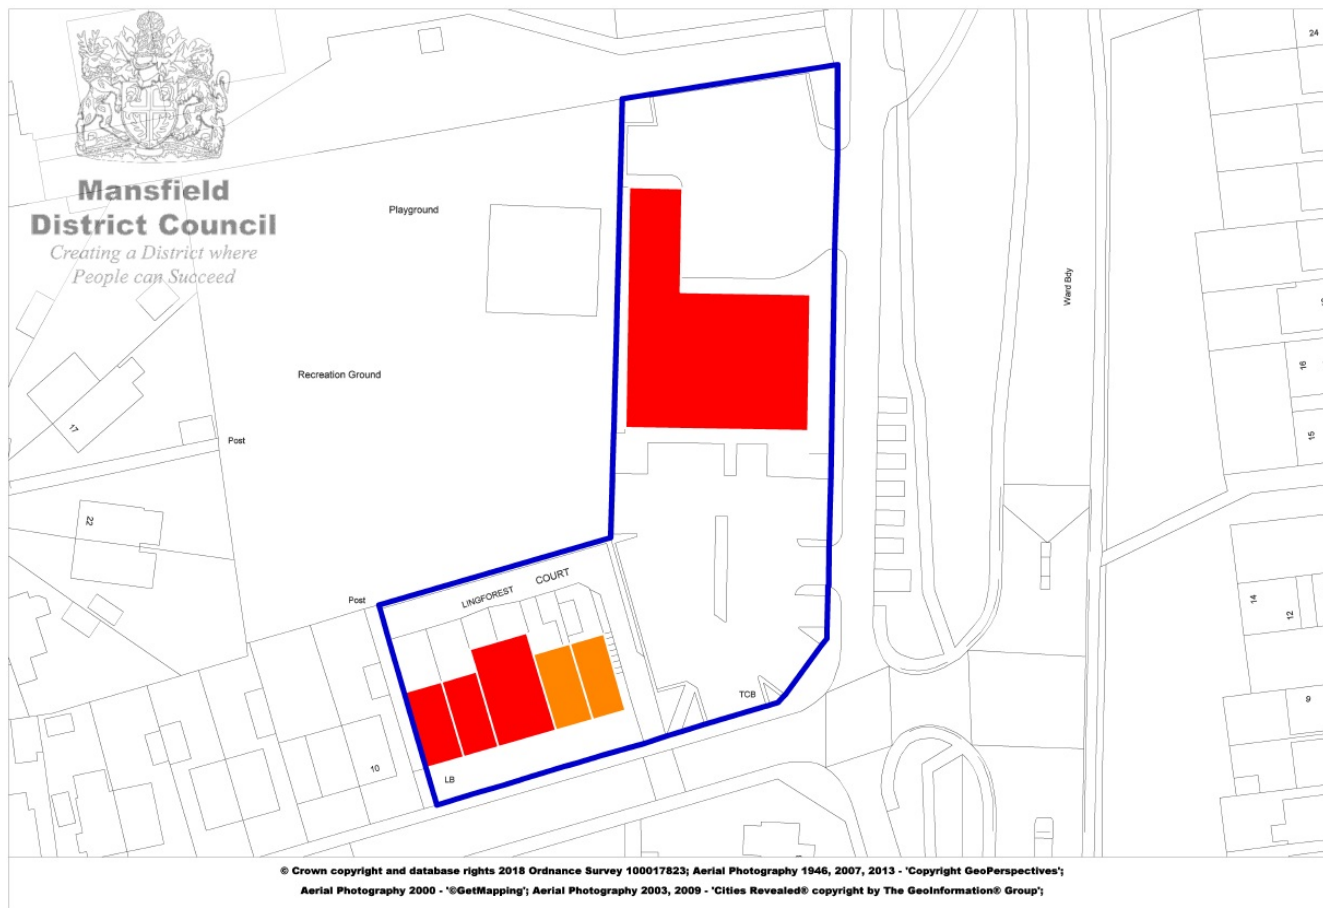 Mansfield
District Council
Creating a District where
People can Succeed
24
Playground
Ward Bdy
Recreation Ground
16
17
15
Post
22
COURT
LINGFOREST
Post
14
12
TCB
9
10
LB
© Crown copyright and database rights 2018 Ordnance Survey 100017823; Aerial Photography 1946, 2007, 2013 - 'Copyright GeoPerspectives';
Aerial Photography 2000 - '©GetMapping'; Aerial Photography 2003, 2009 - 'Cities Revealed® copyright by The GeoInformation® Group';